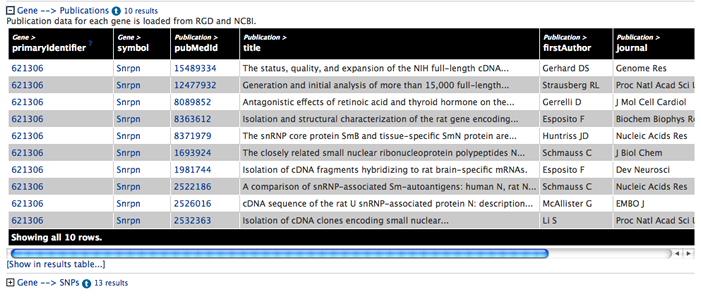 Gene --> Publications 10 results
Publication data for each gene is loaded from RGD and NCBI.
Gene > Gene > Publication > Publication > Publication > Publication >
primaryIdentifier ? symbol pubMedId title firstAuthor journal
621306 Snrpn 15489334 The status, quality, and expansion of the NIH full-length cDNA... Gerhard DS Genome Res
621306 Snrpn 12477932 Generation and initial analysis of more than 15,000 full-length... Strausberg RL Proc Natl Acad Sci U
621306 Snrpn 8089852 Antagonistic effects of retinoic acid and thyroid hormone on the... Gerrelli D J Mol Cell Cardiol
621306 Snrpn 8363612 Isolation and structural characterization of the rat gene encoding... Esposito F Biochem Biophys Re
621306 Snrpn 8371979 The snRNP core protein SmB and tissue-specific SmN protein are... Huntriss JD Nucleic Acids Res
621306 Snrpn 1693924 The closely related small nuclear ribonucleoprotein polypeptides N... Schmauss C J Biol Chem
621306 Snrpn 1981744 Isolation of cDNA fragments hybridizing to rat brain-specific mRNAs. Esposito F Dev Neurosci
621306 Snrpn 2522186 A comparison of snRNP-associated Sm-autoantigens: human N, rat N... Schmauss C Nucleic Acids Res
621306 Snrpn 2526016 cDNA sequence of the rat U snRNP-associated protein N: description... McAllister G EMBO J
621306 Snrpn 2532363 Isolation of cDNA clones encoding small nuclear... Li S Proc Natl Acad Sci U
Showing all 10 rows.
[Show in results table...]
Gene --> SNPs 13 results